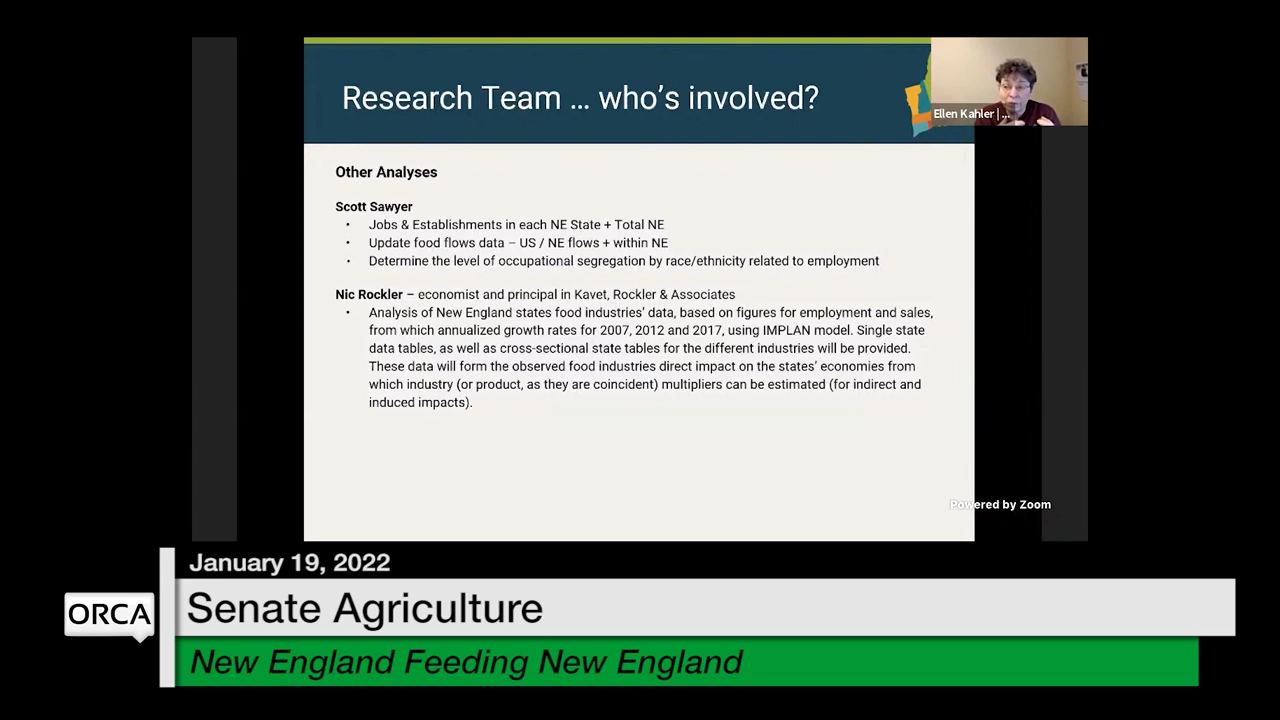 Research Team … who's involved?
Ellen Kahler | ...
Other Analyses
Scott Sawyer
• Jobs & Establishments in each NE State + Total NE
• Update food flows data – US / NE flows + within NE
• Determine the level of occupational segregation by race/ethnicity related to employment
Nic Rockler – economist and principal in Kavet, Rockler & Associates
• Analysis of New England states food industries' data, based on figures for employment and sales,
from which annualized growth rates for 2007, 2012 and 2017, using IMPLAN model. Single state
data tables, as well as cross-sectional state tables for the different industries will be provided.
These data will form the observed food industries direct impact on the states' economies from
which industry (or product, as they are coincident) multipliers can be estimated (for indirect and
induced impacts).
Powered by Zoom
January 19, 2022
ORCA
Senate Agriculture
New England Feeding New England